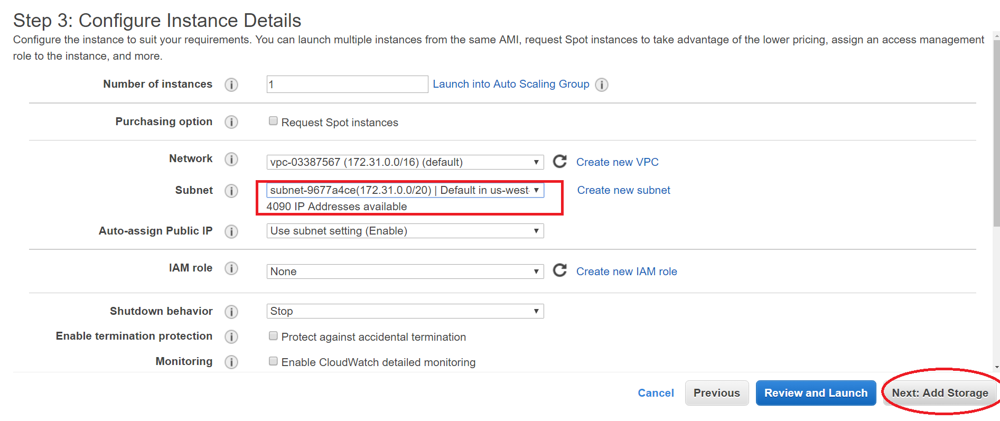 Step 3: Configure Instance Details
Configure the instance to suit your requirements. You can launch multiple instances from the same AMI, request Spot instances to take advantage of the lower pricing, assign an access management
role to the instance, and more.
Number of instances i 1 Launch into Auto Scaling Group i
Purchasing option i Request Spot instances
Network i vpc-03387567 (172.31.0.0/16) (default) Create new VPC
Subnet i subnet-9677a4ce(172.31.0.0/20) | Default in us-west- Create new subnet
4090 IP Addresses available
Auto-assign Public IP i Use subnet setting (Enable)
IAM role i None Create new IAM role
Shutdown behavior i Stop
Enable termination protection i Protect against accidental termination
Monitoring i Enable CloudWatch detailed monitoring
Cancel Previous Review and Launch Next: Add Storage